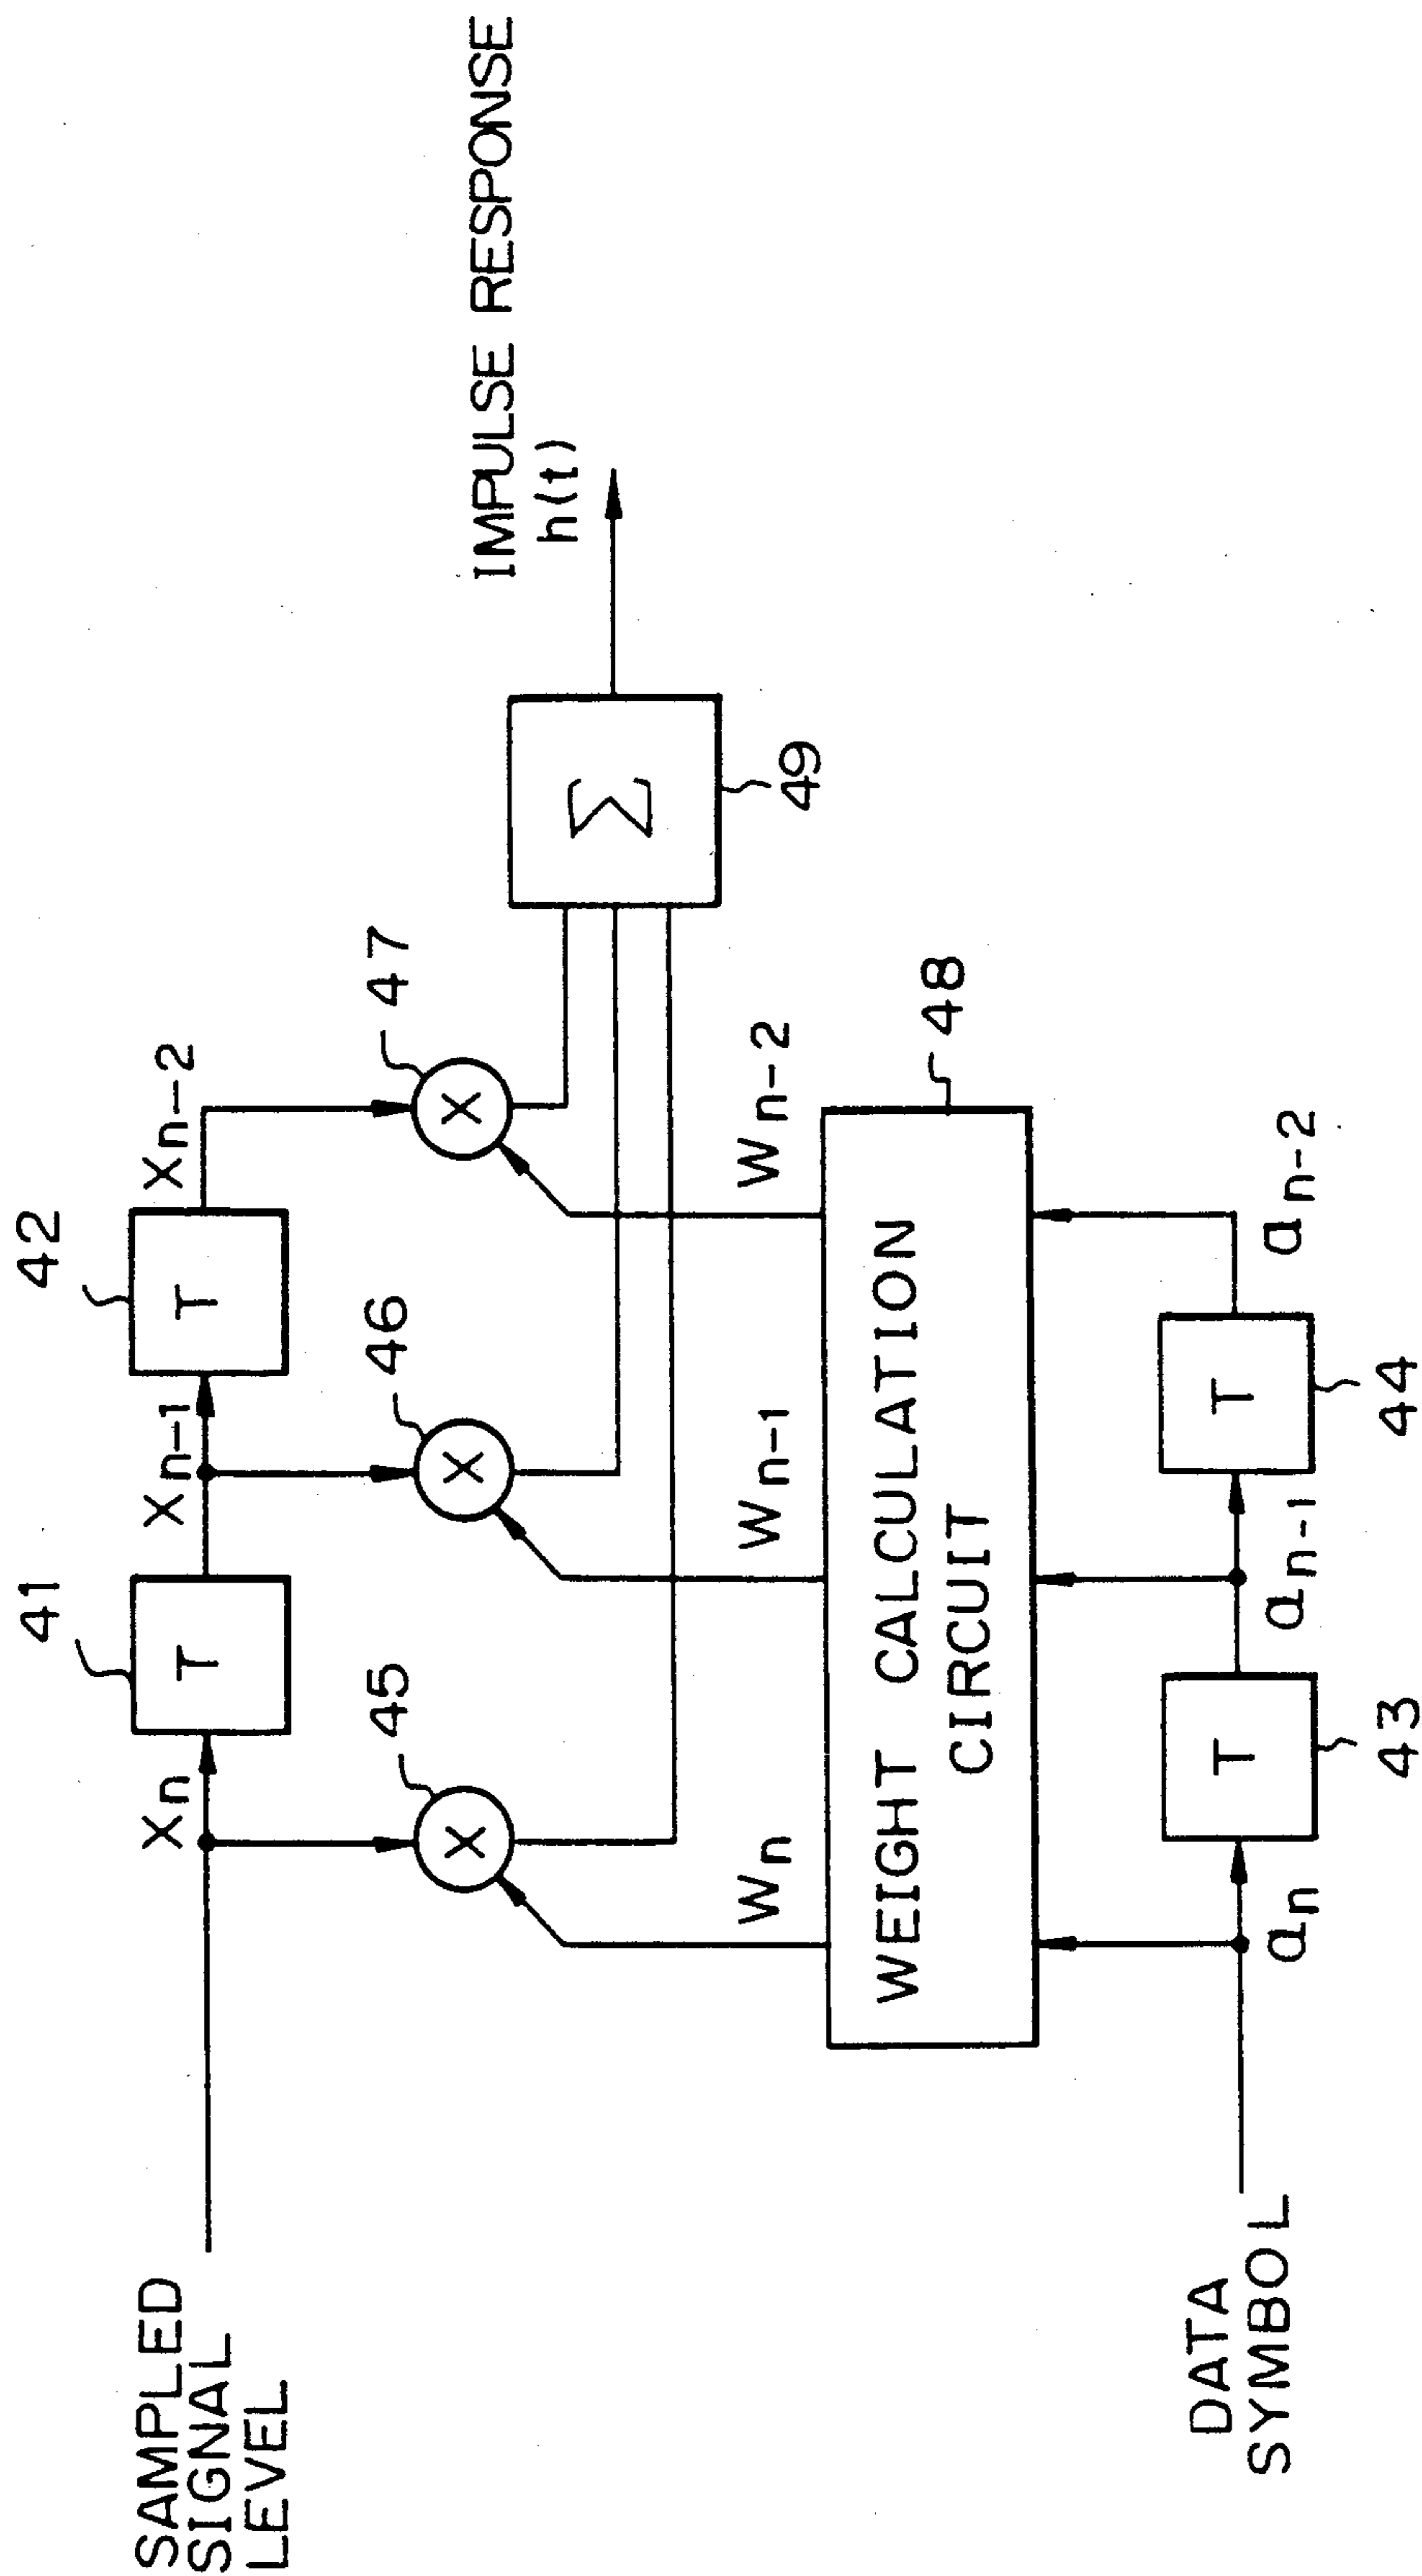 SAMPLED
SIGNAL
LEVEL
Xn
41
T
Xn-1
42
T
Xn-2
45
X
46
X
47
X
Σ
49
IMPULSE RESPONSE
h(t)
Wn
Wn-1
Wn-2
WEIGHT CALCULATION
CIRCUIT
48
DATA
SYMBOL
an
T
43
an-1
T
44
an-2